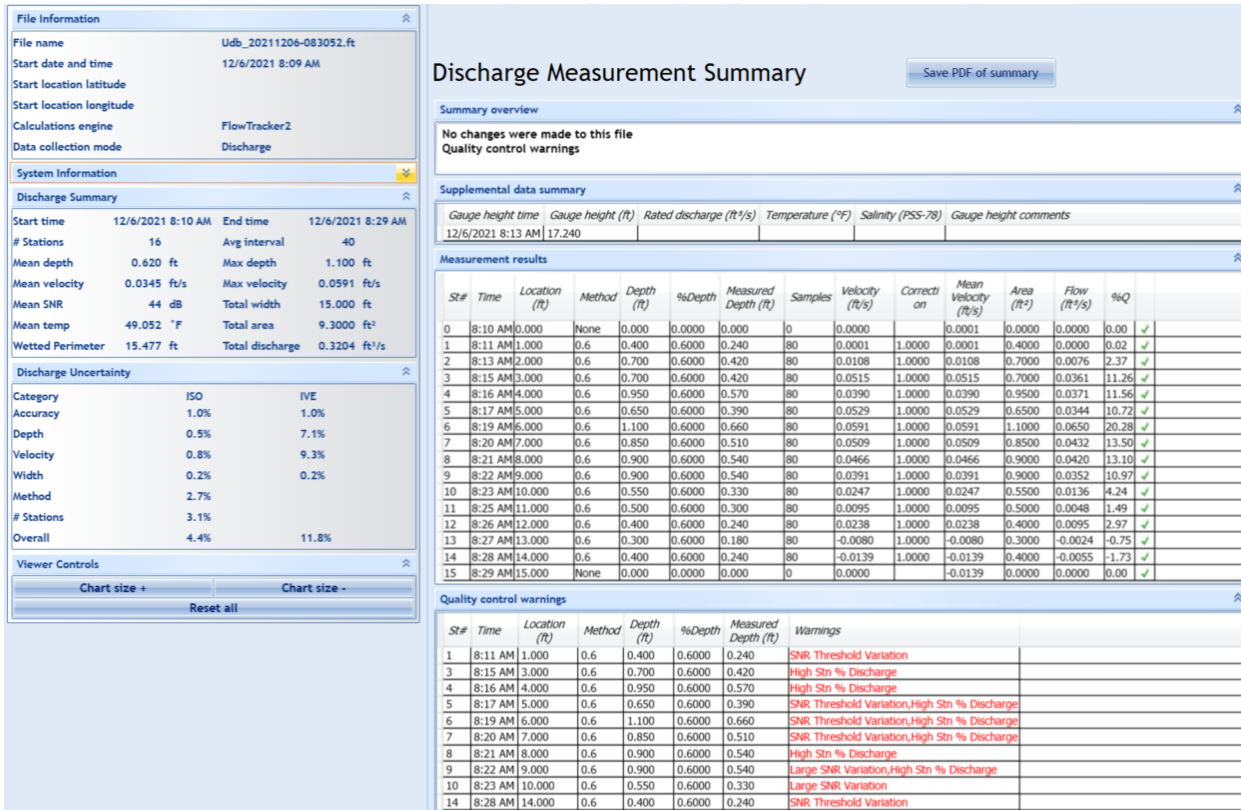 File Information
File name Udb_20211206-083052.ft
Start date and time 12/6/2021 8:09 AM
Start location latitude
Start location longitude
Calculations engine FlowTracker2
Data collection mode Discharge
System Information
Discharge Summary
Start time 12/6/2021 8:10 AM End time 12/6/2021 8:29 AM
# Stations 16 Avg interval 40
Mean depth 0.620 ft Max depth 1.100 ft
Mean velocity 0.0345 ft/s Max velocity 0.0591 ft/s
Mean SNR 44 dB Total width 15.000 ft
Mean temp 49.052 °F Total area 9.3000 ft²
Wetted Perimeter 15.477 ft Total discharge 0.3204 ft³/s
Discharge Uncertainty
Category ISO IVE
Accuracy 1.0% 1.0%
Depth 0.5% 7.1%
Velocity 0.8% 9.3%
Width 0.2% 0.2%
Method 2.7%
# Stations 3.1%
Overall 4.4% 11.8%
Viewer Controls
Chart size + Chart size -
Reset all
Discharge Measurement Summary Save PDF of summary
Summary overview
No changes were made to this file
Quality control warnings
Supplemental data summary
Gauge height time Gauge height (ft) Rated discharge (ft³/s) Temperature (°F) Salinity (PSS-78) Gauge height comments
12/6/2021 8:13 AM 17.240
Measurement results
St# Time Location (ft) Method Depth (ft) %Depth Measured Depth (ft) Samples Velocity (ft/s) Correcti on Mean Velocity (ft/s) Area (ft²) Flow (ft³/s) %Q
0 8:10 AM 0.000 None 0.000 0.0000 0.000 0 0.0000 0.0001 0.0000 0.0000 0.00
1 8:11 AM 1.000 0.6 0.400 0.6000 0.240 80 0.0001 1.0000 0.0001 0.4000 0.0000 0.02
2 8:13 AM 2.000 0.6 0.700 0.6000 0.420 80 0.0108 1.0000 0.0108 0.7000 0.0076 2.37
3 8:15 AM 3.000 0.6 0.700 0.6000 0.420 80 0.0515 1.0000 0.0515 0.7000 0.0361 11.26
4 8:16 AM 4.000 0.6 0.950 0.6000 0.570 80 0.0390 1.0000 0.0390 0.9500 0.0371 11.56
5 8:17 AM 5.000 0.6 0.650 0.6000 0.390 80 0.0529 1.0000 0.0529 0.6500 0.0344 10.72
6 8:19 AM 6.000 0.6 1.100 0.6000 0.660 80 0.0591 1.0000 0.0591 1.1000 0.0650 20.28
7 8:20 AM 7.000 0.6 0.850 0.6000 0.510 80 0.0509 1.0000 0.0509 0.8500 0.0432 13.50
8 8:21 AM 8.000 0.6 0.900 0.6000 0.540 80 0.0466 1.0000 0.0466 0.9000 0.0420 13.10
9 8:22 AM 9.000 0.6 0.900 0.6000 0.540 80 0.0391 1.0000 0.0391 0.9000 0.0352 10.97
10 8:23 AM 10.000 0.6 0.550 0.6000 0.330 80 0.0247 1.0000 0.0247 0.5500 0.0136 4.24
11 8:25 AM 11.000 0.6 0.500 0.6000 0.300 80 0.0095 1.0000 0.0095 0.5000 0.0048 1.49
12 8:26 AM 12.000 0.6 0.400 0.6000 0.240 80 0.0238 1.0000 0.0238 0.4000 0.0095 2.97
13 8:27 AM 13.000 0.6 0.300 0.6000 0.180 80 -0.0080 1.0000 -0.0080 0.3000 -0.0024 -0.75
14 8:28 AM 14.000 0.6 0.400 0.6000 0.240 80 -0.0139 1.0000 -0.0139 0.4000 -0.0055 -1.73
15 8:29 AM 15.000 None 0.000 0.0000 0.000 0 0.0000 -0.0139 0.0000 0.0000 0.00
Quality control warnings
St# Time Location (ft) Method Depth (ft) %Depth Measured Depth (ft) Warnings
1 8:11 AM 1.000 0.6 0.400 0.6000 0.240 SNR Threshold Variation
3 8:15 AM 3.000 0.6 0.700 0.6000 0.420 High Stn % Discharge
4 8:16 AM 4.000 0.6 0.950 0.6000 0.570 High Stn % Discharge
5 8:17 AM 5.000 0.6 0.650 0.6000 0.390 SNR Threshold Variation,High Stn % Discharge
6 8:19 AM 6.000 0.6 1.100 0.6000 0.660 SNR Threshold Variation,High Stn % Discharge
7 8:20 AM 7.000 0.6 0.850 0.6000 0.510 SNR Threshold Variation,High Stn % Discharge
8 8:21 AM 8.000 0.6 0.900 0.6000 0.540 High Stn % Discharge
9 8:22 AM 9.000 0.6 0.900 0.6000 0.540 Large SNR Variation,High Stn % Discharge
10 8:23 AM 10.000 0.6 0.550 0.6000 0.330 Large SNR Variation
14 8:28 AM 14.000 0.6 0.400 0.6000 0.240 SNR Threshold Variation